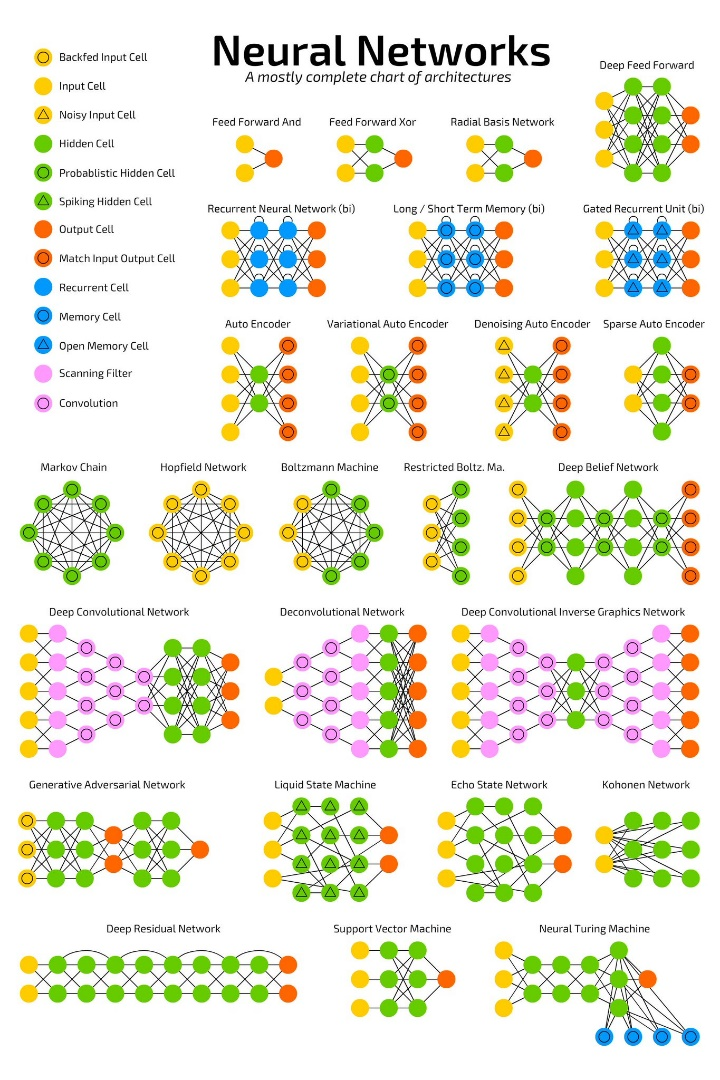 Neural Networks
A mostly complete chart of architectures
Backfed Input Cell
Input Cell
Noisy Input Cell
Hidden Cell
Probablistic Hidden Cell
Spiking Hidden Cell
Output Cell
Match Input Output Cell
Recurrent Cell
Memory Cell
Open Memory Cell
Scanning Filter
Convolution
Deep Feed Forward
Feed Forward And
Feed Forward Xor
Radial Basis Network
Recurrent Neural Network (bi)
Long / Short Term Memory (bi)
Gated Recurrent Unit (bi)
Auto Encoder
Variational Auto Encoder
Denoising Auto Encoder
Sparse Auto Encoder
Markov Chain
Hopfield Network
Boltzmann Machine
Restricted Boltz. Ma.
Deep Belief Network
Deep Convolutional Network
Deconvolutional Network
Deep Convolutional Inverse Graphics Network
Generative Adversarial Network
Liquid State Machine
Echo State Network
Kohonen Network
Deep Residual Network
Support Vector Machine
Neural Turing Machine